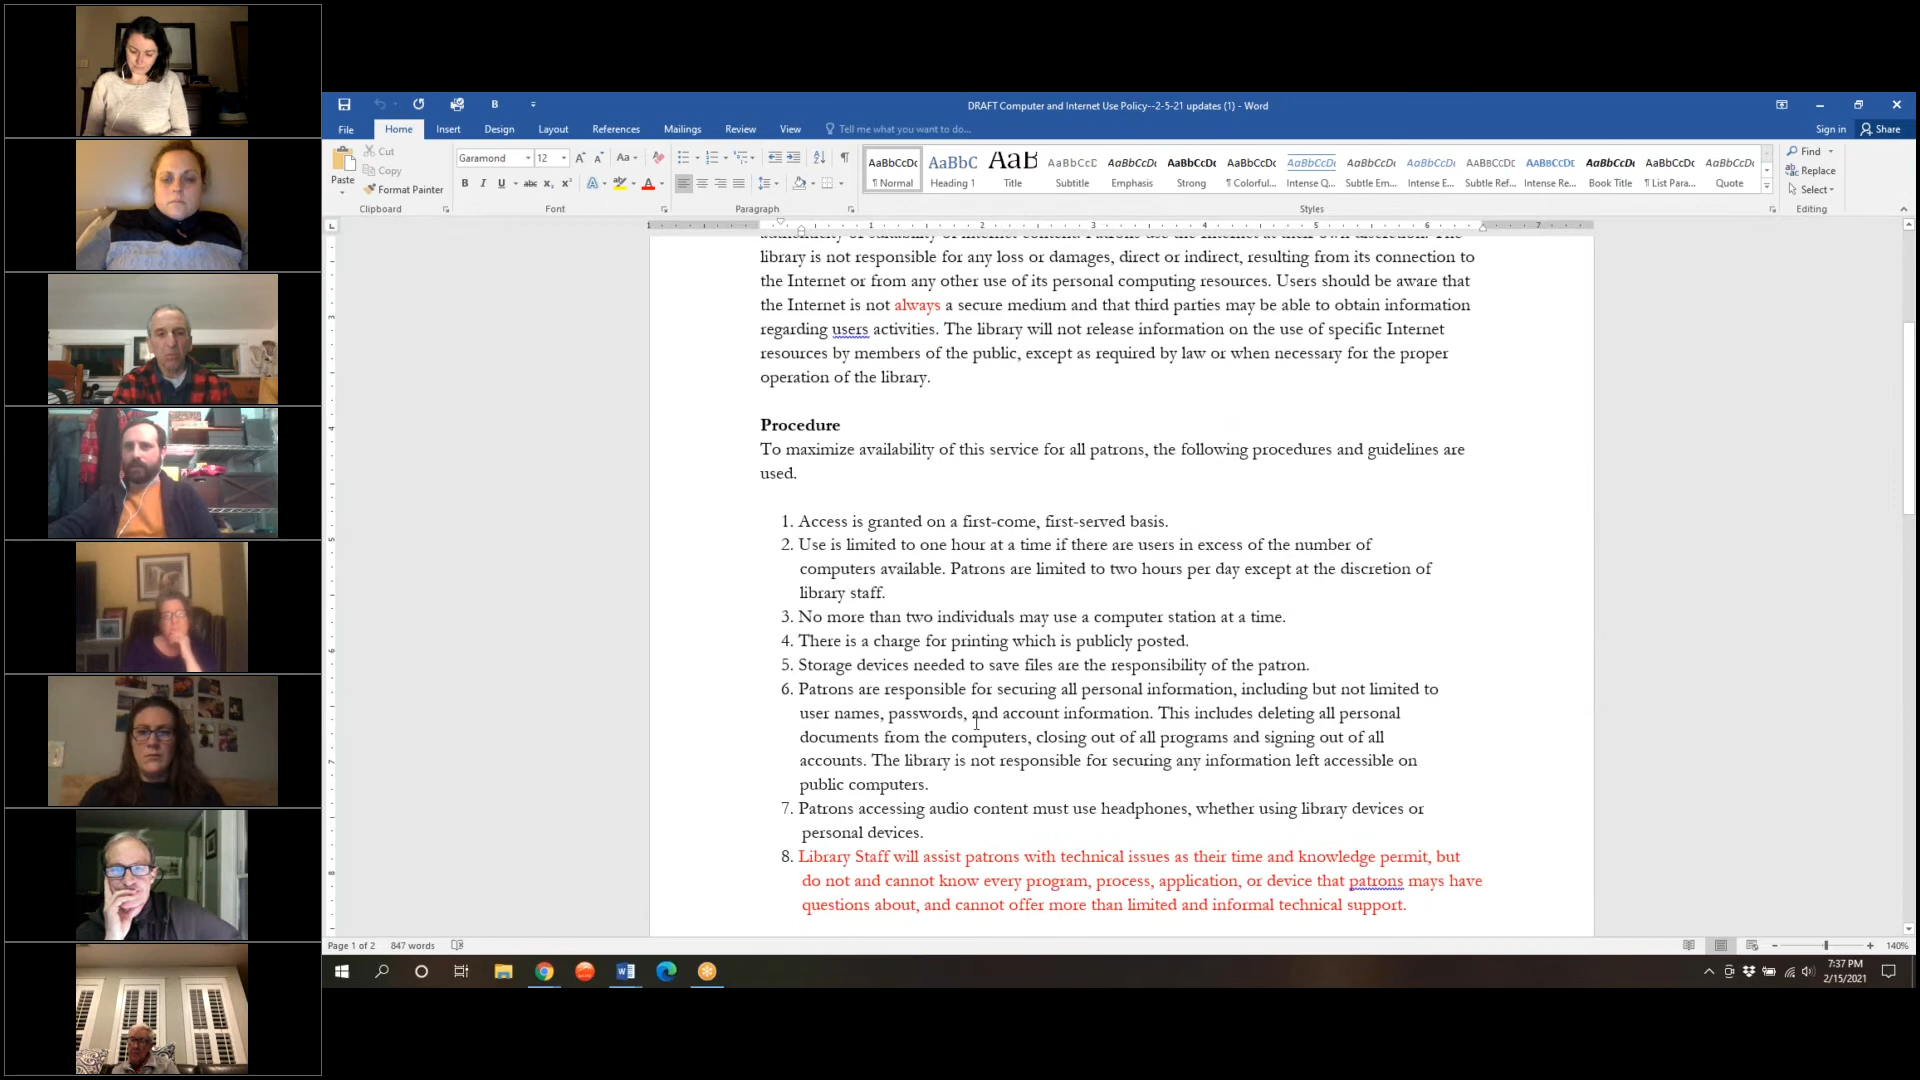 DRAFT Computer and Internet Use Policy--2-5-21 updates (1) - Word
File Home Insert Design Layout References Mailings Review View Tell me what you want to do... Sign in Share
Paste
Cut
Copy
Format Painter
Clipboard
Garamond 12
Font
Paragraph
AaBbCcDc AaBbC AaB AaBbCcD AaBbCcDc AaBbCcDc AaBbCcDc AaBbCcDc AaBbCcDc AaBbCcDc AABBCCDE AABBCCDC AaBbCcDc AaBbCcDc AaBbCcDc
¶ Normal Heading 1 Title Subtitle Emphasis Strong ¶ Colorful... Intense Q... Subtle Em... Intense E... Subtle Ref... Intense Re... Book Title ¶ List Para... Quote
Styles
Find
Replace
Select
Editing
library is not responsible for any loss or damages, direct or indirect, resulting from its connection to
the Internet or from any other use of its personal computing resources. Users should be aware that
the Internet is not always a secure medium and that third parties may be able to obtain information
regarding users activities. The library will not release information on the use of specific Internet
resources by members of the public, except as required by law or when necessary for the proper
operation of the library.
Procedure
To maximize availability of this service for all patrons, the following procedures and guidelines are
used.
1. Access is granted on a first-come, first-served basis.
2. Use is limited to one hour at a time if there are users in excess of the number of
computers available. Patrons are limited to two hours per day except at the discretion of
library staff.
3. No more than two individuals may use a computer station at a time.
4. There is a charge for printing which is publicly posted.
5. Storage devices needed to save files are the responsibility of the patron.
6. Patrons are responsible for securing all personal information, including but not limited to
user names, passwords, and account information. This includes deleting all personal
documents from the computers, closing out of all programs and signing out of all
accounts. The library is not responsible for securing any information left accessible on
public computers.
7. Patrons accessing audio content must use headphones, whether using library devices or
personal devices.
8. Library Staff will assist patrons with technical issues as their time and knowledge permit, but
do not and cannot know every program, process, application, or device that patrons mays have
questions about, and cannot offer more than limited and informal technical support.
Page 1 of 2 847 words 140%
7:37 PM
2/15/2021